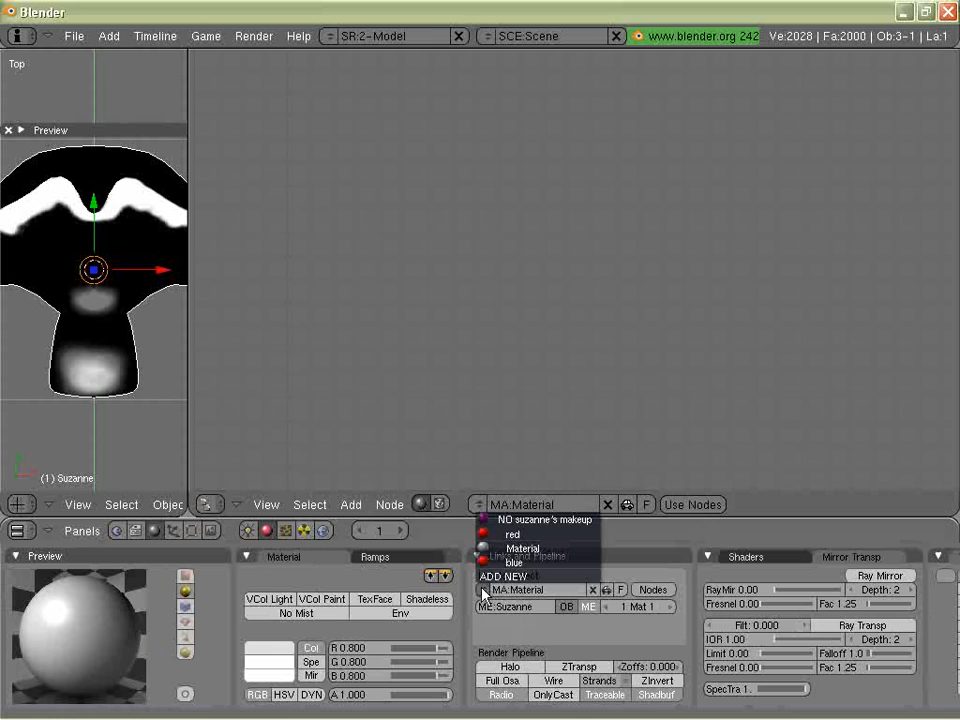 Blender
File Add Timeline Game Render Help SR:2-Model SCE:Scene www.blender.org 242 Ve:2028 | Fa:2000 | Ob:3-1 | La:1
Top
Preview
(1) Suzanne
View Select Objec View Select Add Node MA:Material F Use Nodes
NO suzanne's makeup
red
Material
blue
ADD NEW
Panels 1
Preview Material Ramps Links and Pipeline Shaders Mirror Transp
Ray Mirror
MA:Material F Nodes RayMir 0.00 Depth: 2
VCol Light VCol Paint TexFace Shadeless ME:Suzanne OB ME 1 Mat 1 Fresnel 0.00 Fac 1.25
No Mist Env
Filt: 0.000 Ray Transp
IOR 1.00 Depth: 2
Col R 0.800 Render Pipeline Limit 0.00 Falloff 1.0
Spe G 0.800 Halo ZTransp Zoffs: 0.000 Fresnel 0.00 Fac 1.25
Mir B 0.800 Full Osa Wire Strands ZInvert
RGB HSV DYN A 1.000 Radio OnlyCast Traceable Shadbuf SpecTra 1.